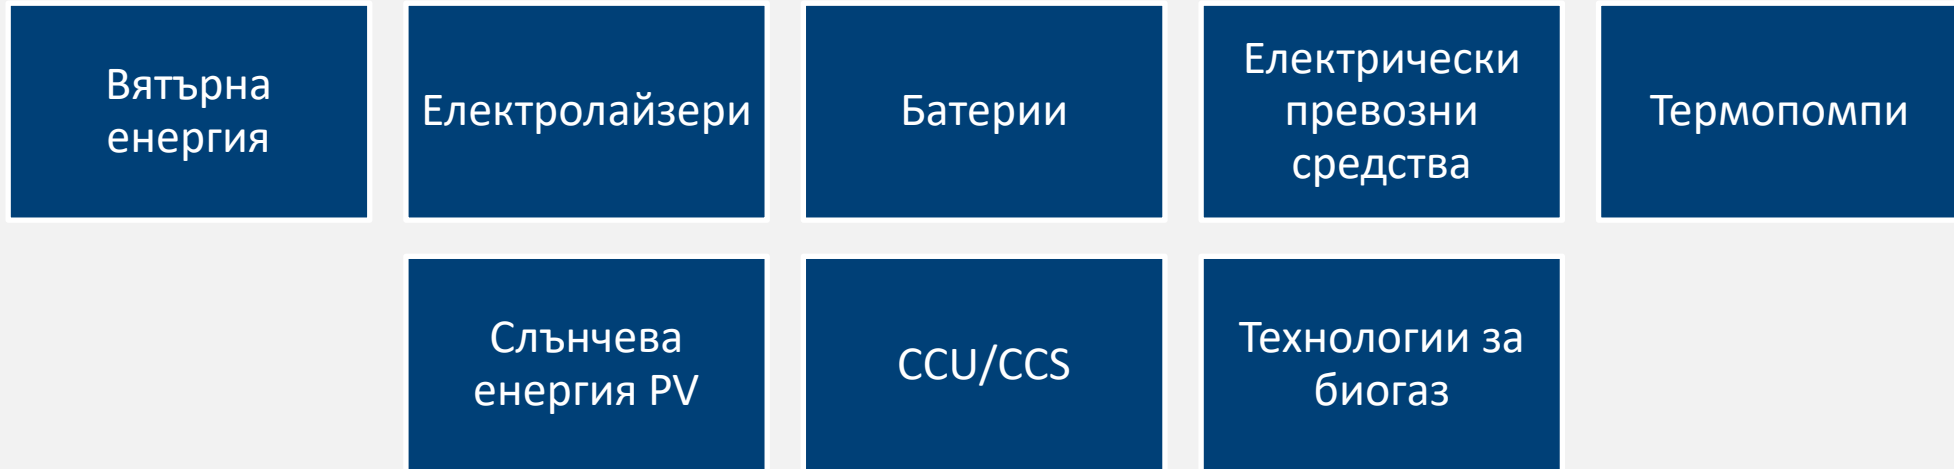 Вятърна
енергия
Електролайзери
Батерии
Електрически
превозни
средства
Термопомпи
Слънчева
енергия PV
CCU/CCS
Технологии за
биогаз